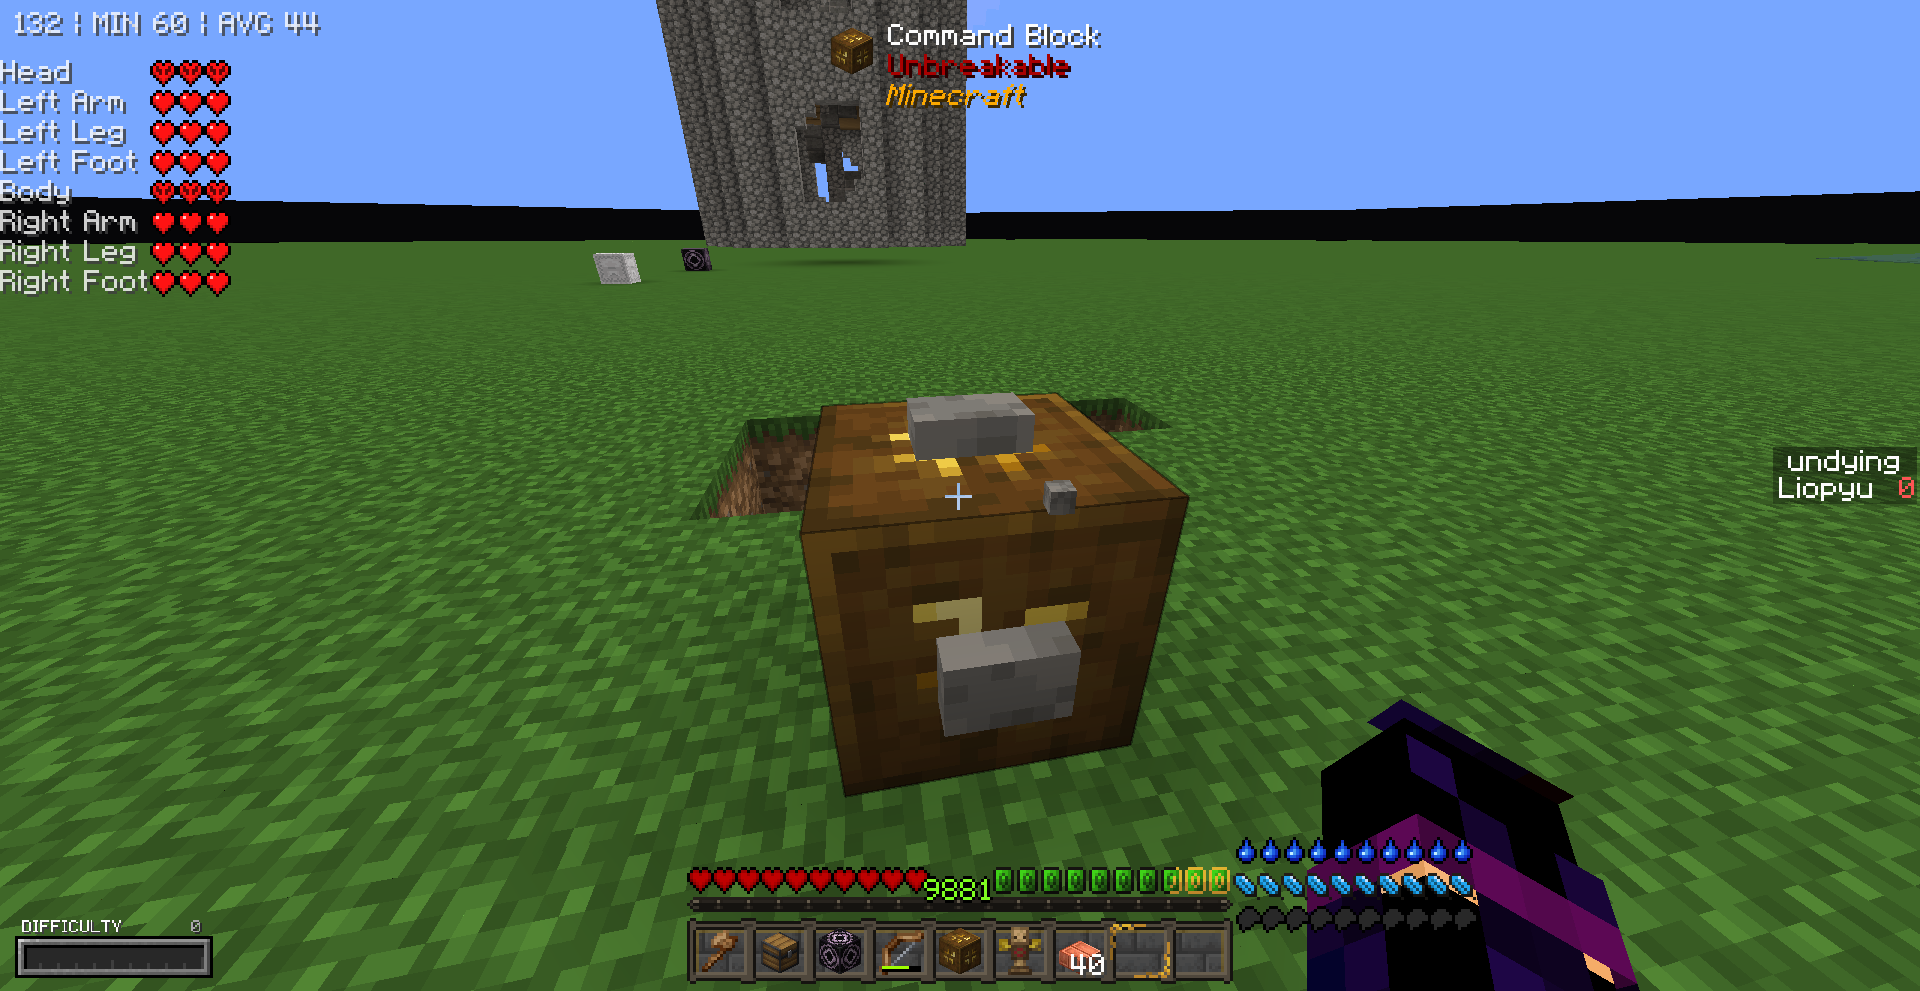 132 | MIN 60 | AVG 44
Command Block
Unbreakable
Minecraft
Head
Left Arm
Left Leg
Left Foot
Body
Right Arm
Right Leg
Right Foot
undying
Liopyu 0
9881
DIFFICULTY 0
40